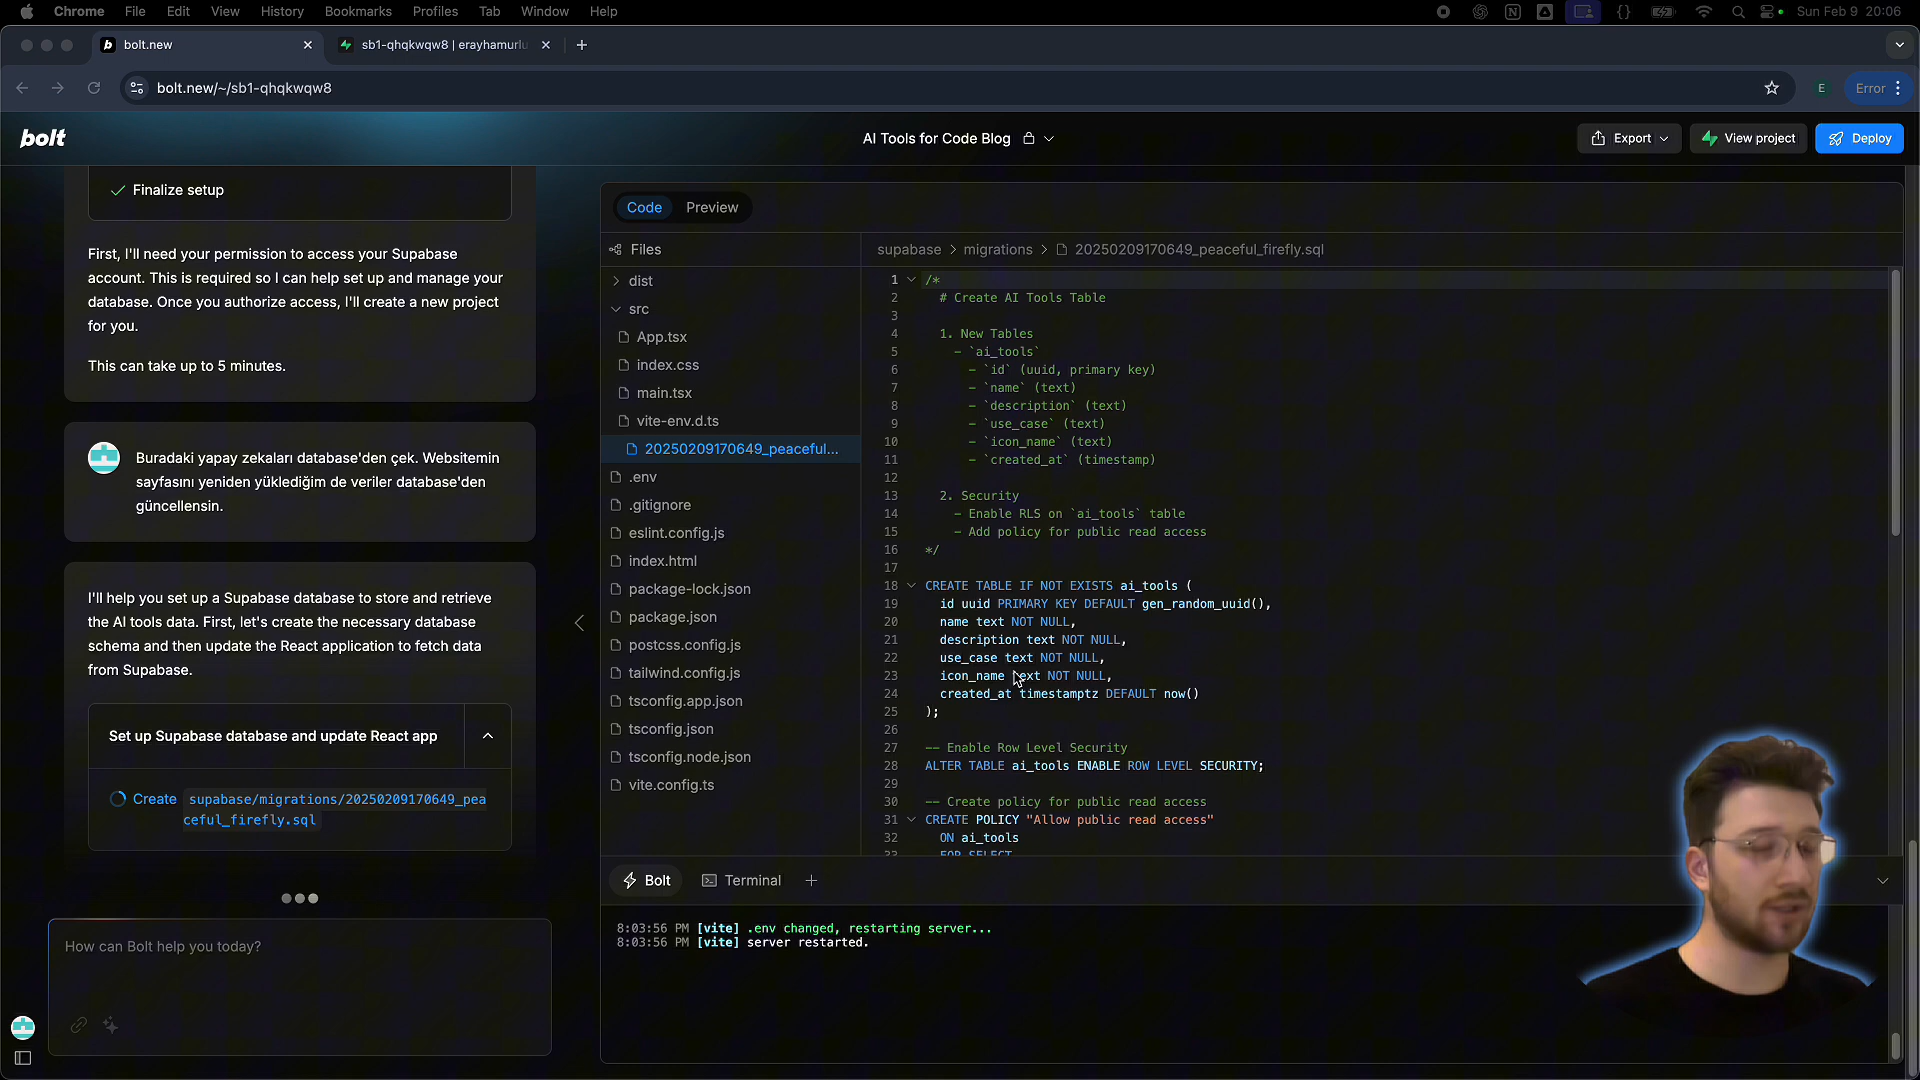 Chrome File Edit View History Bookmarks Profiles Tab Window Help
Sun Feb 9 20:06
bolt.new
sb1-qhqkwqw8 | erayhamurlu
bolt.new/~/sb1-qhqkwqw8
E
Error
bolt
AI Tools for Code Blog
Export
View project
Deploy
Finalize setup
First, I'll need your permission to access your Supabase
account. This is required so I can help set up and manage your
database. Once you authorize access, I'll create a new project
for you.
This can take up to 5 minutes.
Buradaki yapay zekaları database'den çek. Websitemin
sayfasını yeniden yüklediğim de veriler database'den
güncellensin.
I'll help you set up a Supabase database to store and retrieve
the AI tools data. First, let's create the necessary database
schema and then update the React application to fetch data
from Supabase.
Set up Supabase database and update React app
Create supabase/migrations/20250209170649_pea
ceful_firefly.sql
How can Bolt help you today?
Code Preview
Files
dist
src
App.tsx
index.css
main.tsx
vite-env.d.ts
20250209170649_peaceful...
.env
.gitignore
eslint.config.js
index.html
package-lock.json
package.json
postcss.config.js
tailwind.config.js
tsconfig.app.json
tsconfig.json
tsconfig.node.json
vite.config.ts
supabase > migrations > 20250209170649_peaceful_firefly.sql
1 /*
2 # Create AI Tools Table
3
4 1. New Tables
5 - `ai_tools`
6 - `id` (uuid, primary key)
7 - `name` (text)
8 - `description` (text)
9 - `use_case` (text)
10 - `icon_name` (text)
11 - `created_at` (timestamp)
12
13 2. Security
14 - Enable RLS on `ai_tools` table
15 - Add policy for public read access
16 */
17
18 CREATE TABLE IF NOT EXISTS ai_tools (
19 id uuid PRIMARY KEY DEFAULT gen_random_uuid(),
20 name text NOT NULL,
21 description text NOT NULL,
22 use_case text NOT NULL,
23 icon_name text NOT NULL,
24 created_at timestamptz DEFAULT now()
25 );
26
27 -- Enable Row Level Security
28 ALTER TABLE ai_tools ENABLE ROW LEVEL SECURITY;
29
30 -- Create policy for public read access
31 CREATE POLICY "Allow public read access"
32 ON ai_tools
33 FOR SELECT
Bolt Terminal
8:03:56 PM [vite] .env changed, restarting server...
8:03:56 PM [vite] server restarted.